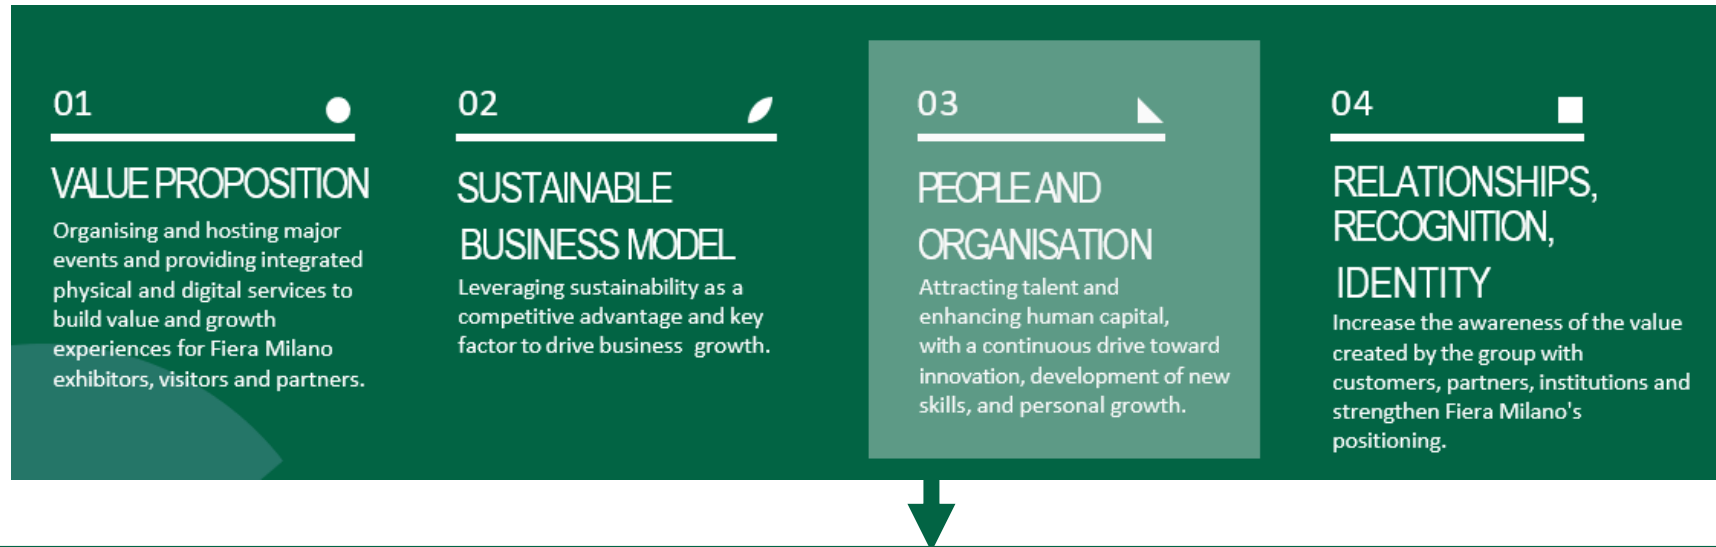 01
VALUE PROPOSITION
Organising and hosting major
events and providing integrated
physical and digital services to
build value and growth
experiences for Fiera Milano
exhibitors, visitors and partners.
02
SUSTAINABLE
BUSINESS MODEL
Leveraging sustainability as a
competitive advantage and key
factor to drive business growth.
03
PEOPLE AND
ORGANISATION
Attracting talent and
enhancing human capital,
with a continuous drive toward
innovation, development of new
skills, and personal growth.
04
RELATIONSHIPS,
RECOGNITION,
IDENTITY
Increase the awareness of the value
created by the group with
customers, partners, institutions and
strengthen Fiera Milano's
positioning.